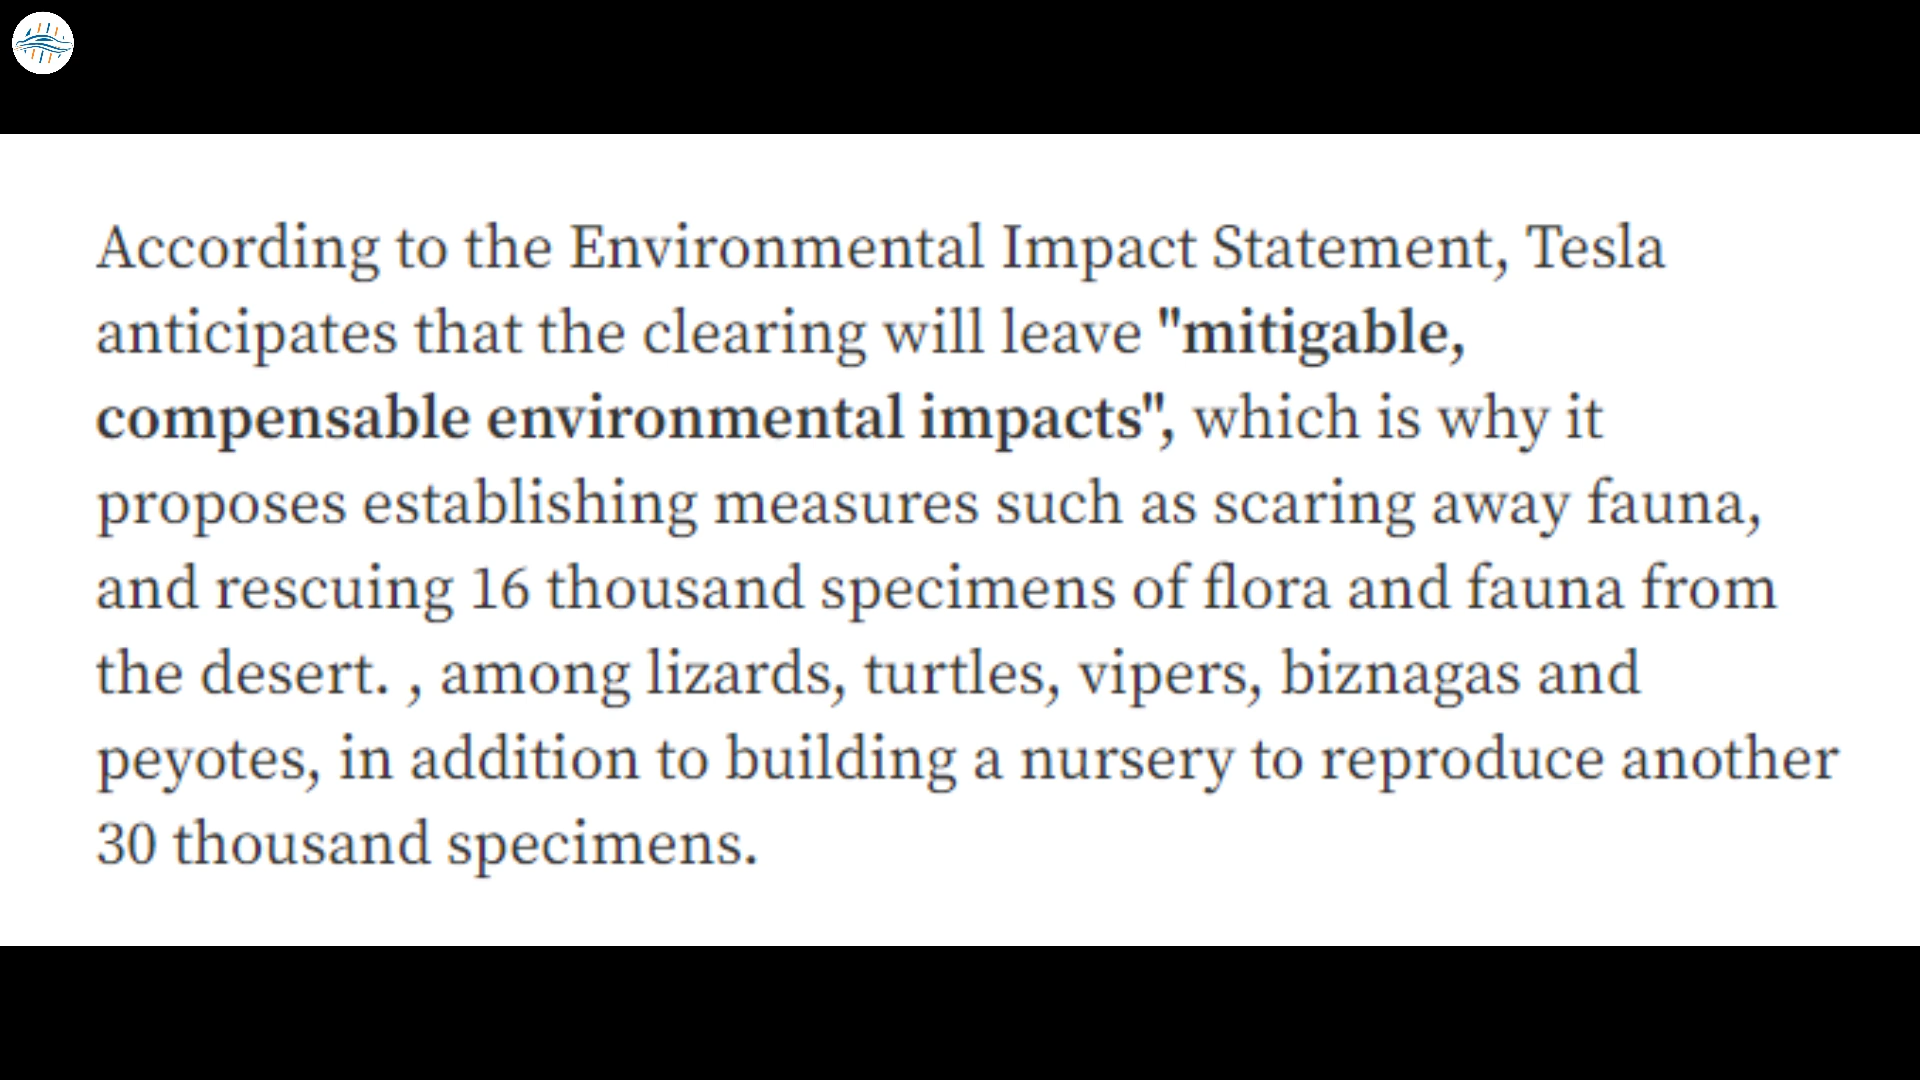 According to the Environmental Impact Statement, Tesla
anticipates that the clearing will leave "mitigable,
compensable environmental impacts", which is why it
proposes establishing measures such as scaring away fauna,
and rescuing 16 thousand specimens of flora and fauna from
the desert. , among lizards, turtles, vipers, biznagas and
peyotes, in addition to building a nursery to reproduce another
30 thousand specimens.